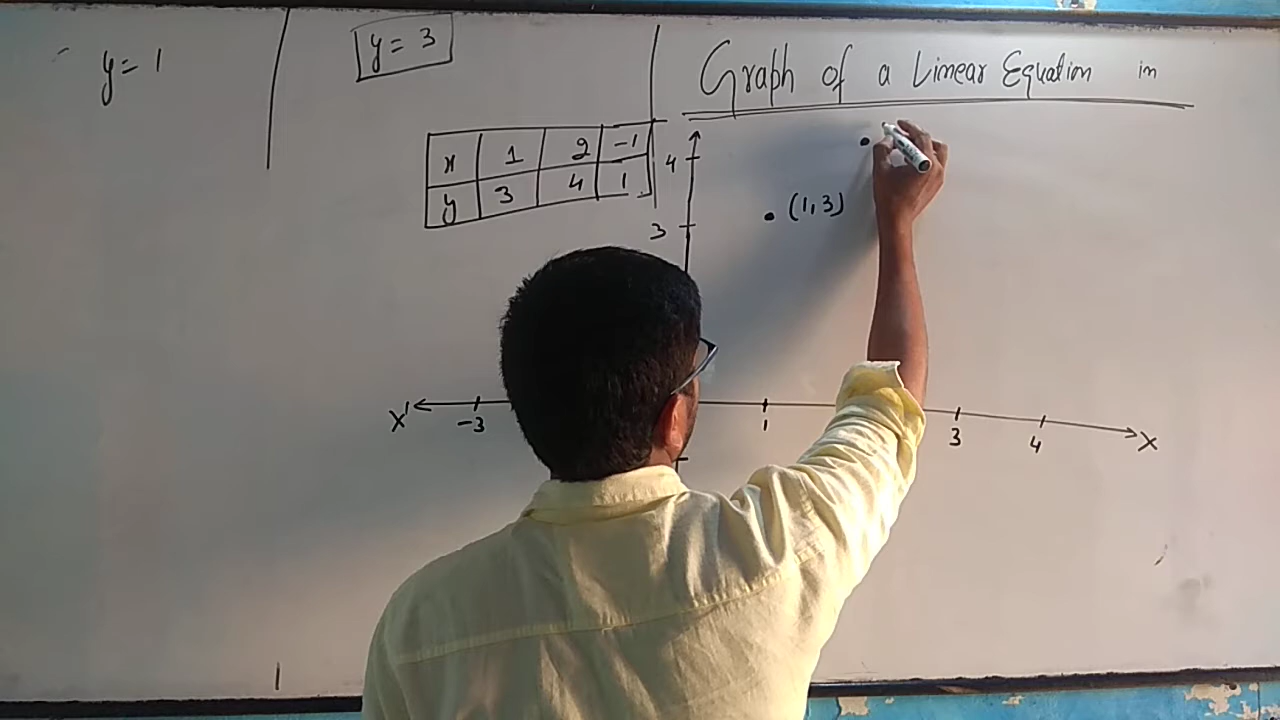 y = 1
y = 3
Graph of a Linear Equation in
x 1 2 -1
y 3 4 1
4
(1,3)
3
X' -3 1 3 4 X